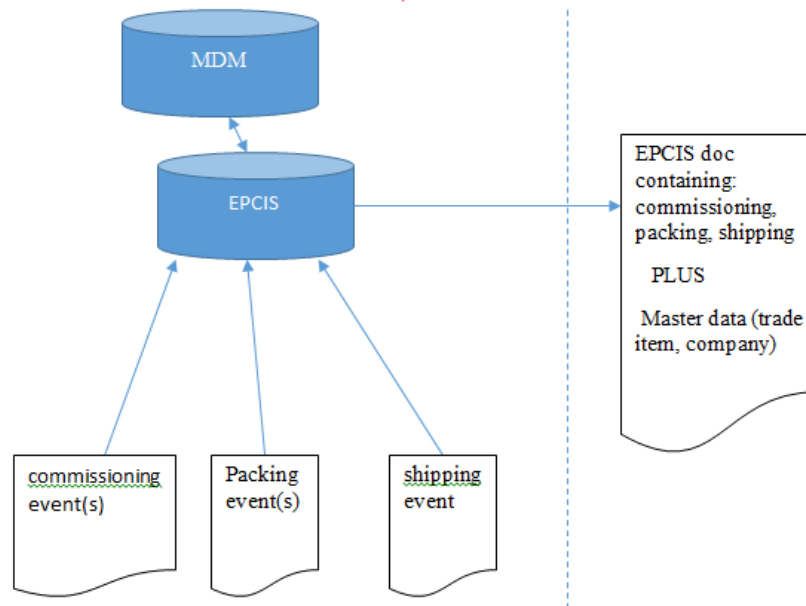 MDM
EPCIS
EPCIS doc
containing:
commissioning,
packing, shipping
PLUS
Master data (trade
item, company)
commissioning
event(s)
Packing
event(s)
shipping
event